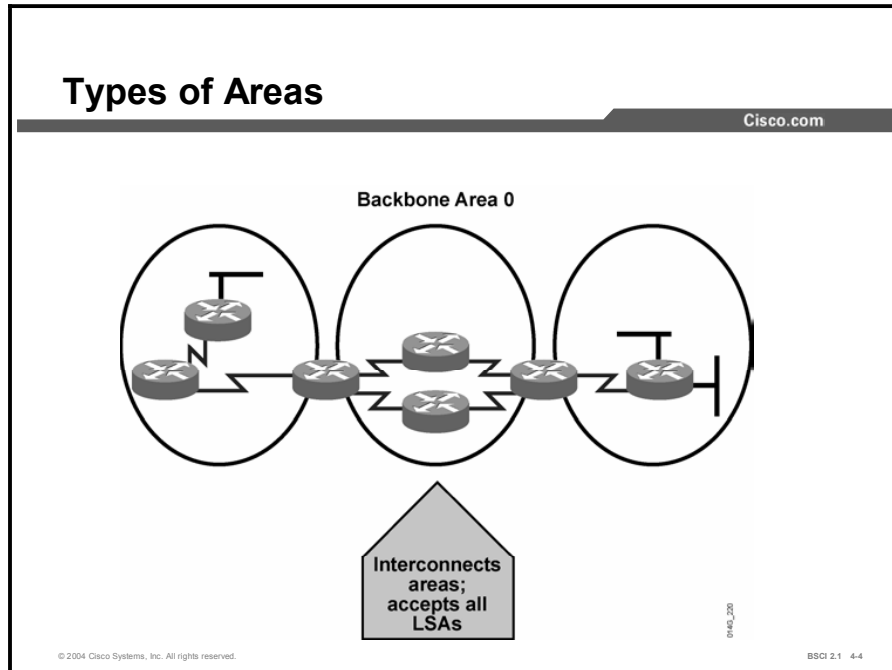 Types of Areas
Cisco.com
Backbone Area 0
Interconnects
areas;
accepts all
LSAs
014G_220
© 2004 Cisco Systems, Inc. All rights reserved.
BSCI 2.1 4-4